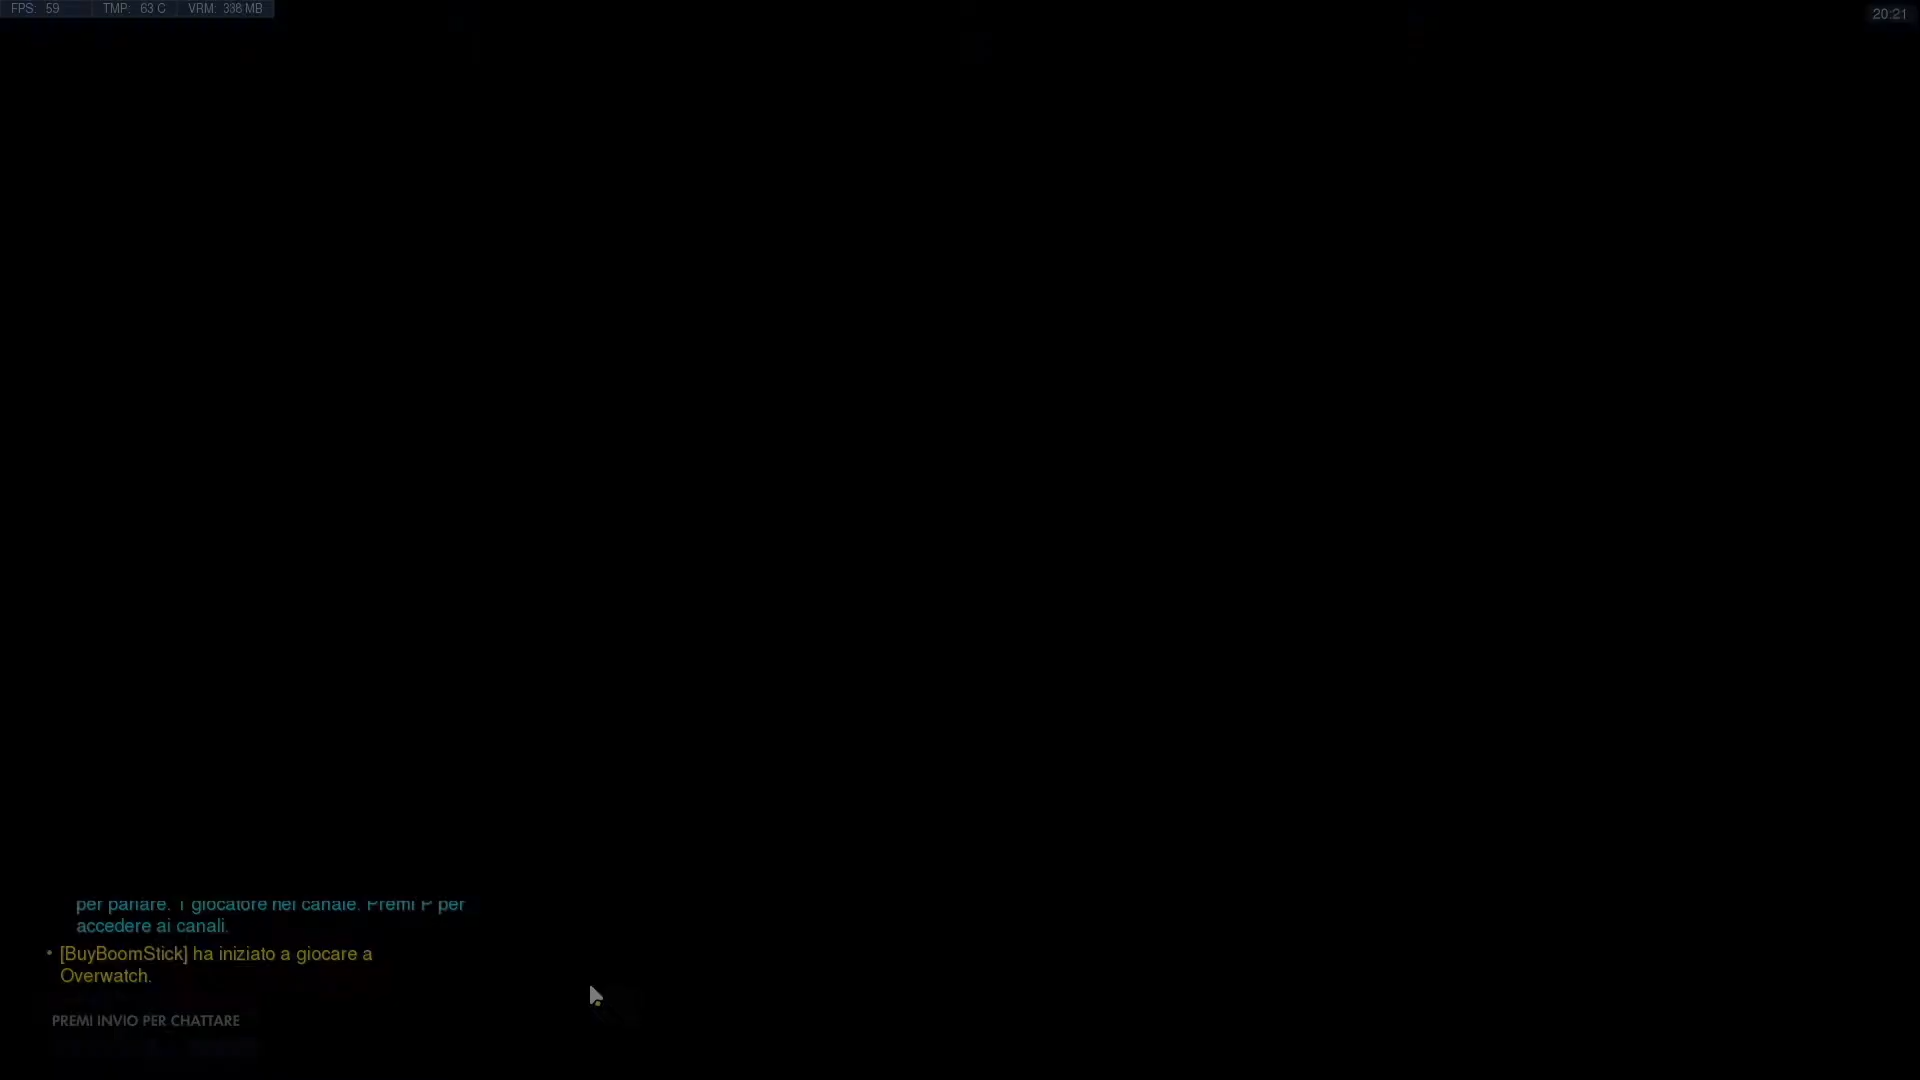 FPS: 59 TMP: 63 C VRM: 338 MB
20:21
per parlare. 1 giocatore nel canale. Premi P per
accedere ai canali.
• [BuyBoomStick] ha iniziato a giocare a
Overwatch.
PREMI INVIO PER CHATTARE